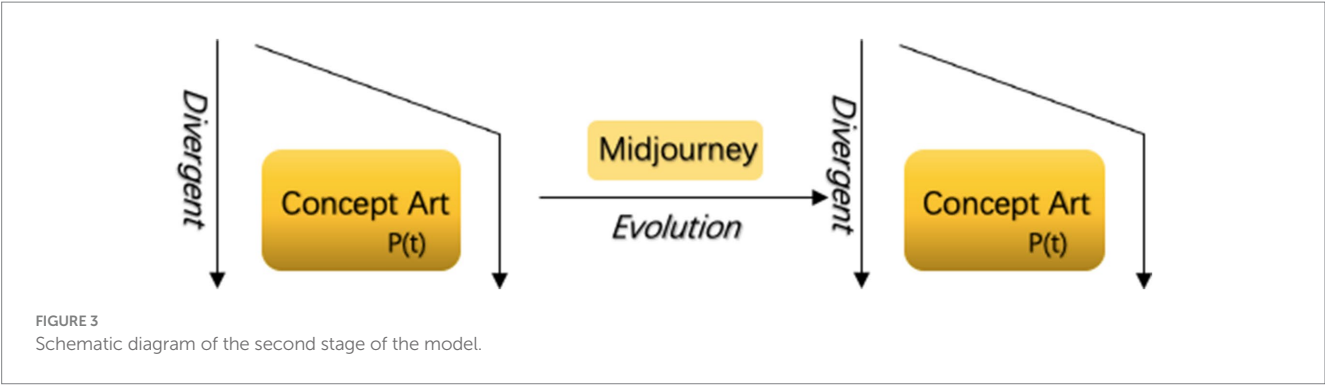 Divergent
Concept Art
P(t)
Midjourney
Evolution
Divergent
Concept Art
P(t)
FIGURE 3
Schematic diagram of the second stage of the model.